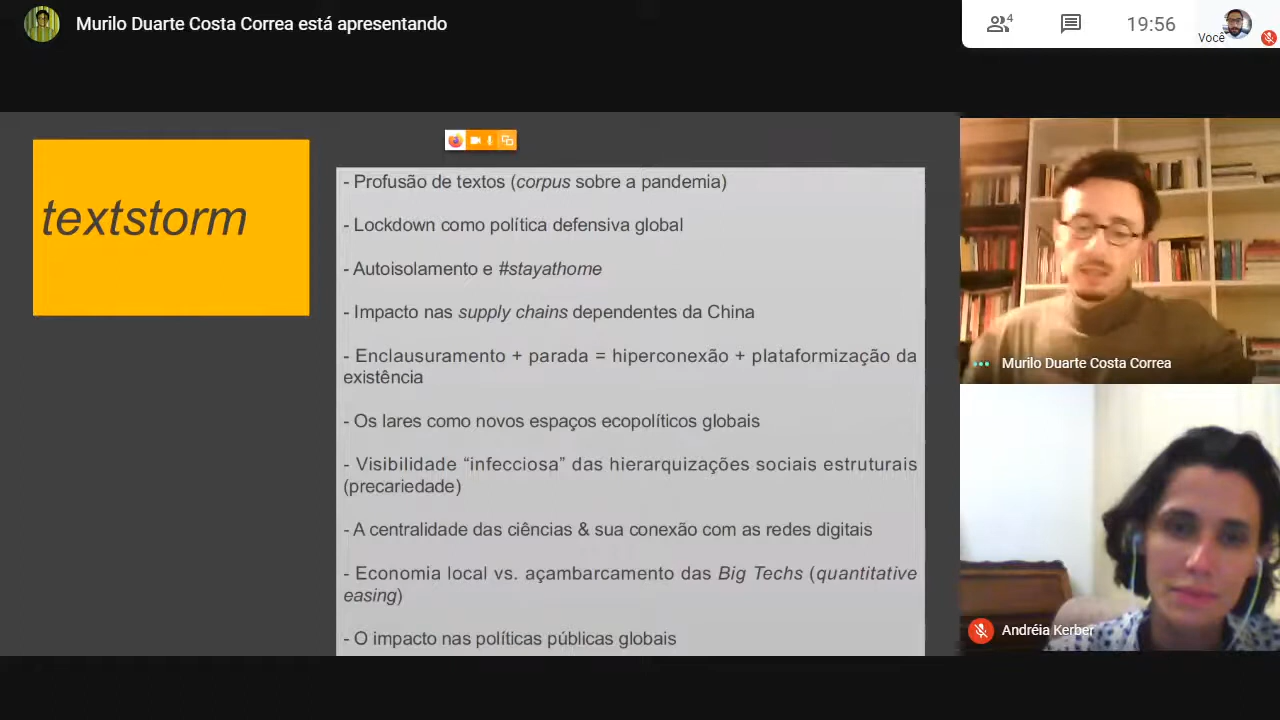 Murilo Duarte Costa Correa está apresentando
4
19:56
Você
textstorm
- Profusão de textos (corpus sobre a pandemia)
- Lockdown como política defensiva global
- Autoisolamento e #stayathome
- Impacto nas supply chains dependentes da China
- Enclausuramento + parada = hiperconexão + plataformização da
existência
- Os lares como novos espaços ecopolíticos globais
- Visibilidade “infecciosa” das hierarquizações sociais estruturais
(precariedade)
- A centralidade das ciências & sua conexão com as redes digitais
- Economia local vs. açambarcamento das Big Techs (quantitative
easing)
- O impacto nas políticas públicas globais
Murilo Duarte Costa Correa
Andréia Kerber